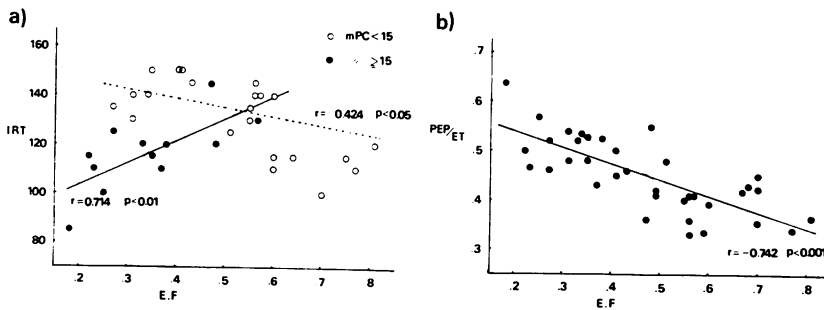 a)
160
140
IRT
120
100
80
.2 .3 .4 .5 .6 .7 8
E.F
○ mPC<15
● ≥15
r= 0.424 p<0.05
r=0.714 p<0.01
b)
.7
.6
PEP/ET
.5
.4
.3
.2 .3 .4 .5 .6 .7 .8
E.F
r=-0.742 p<0.001